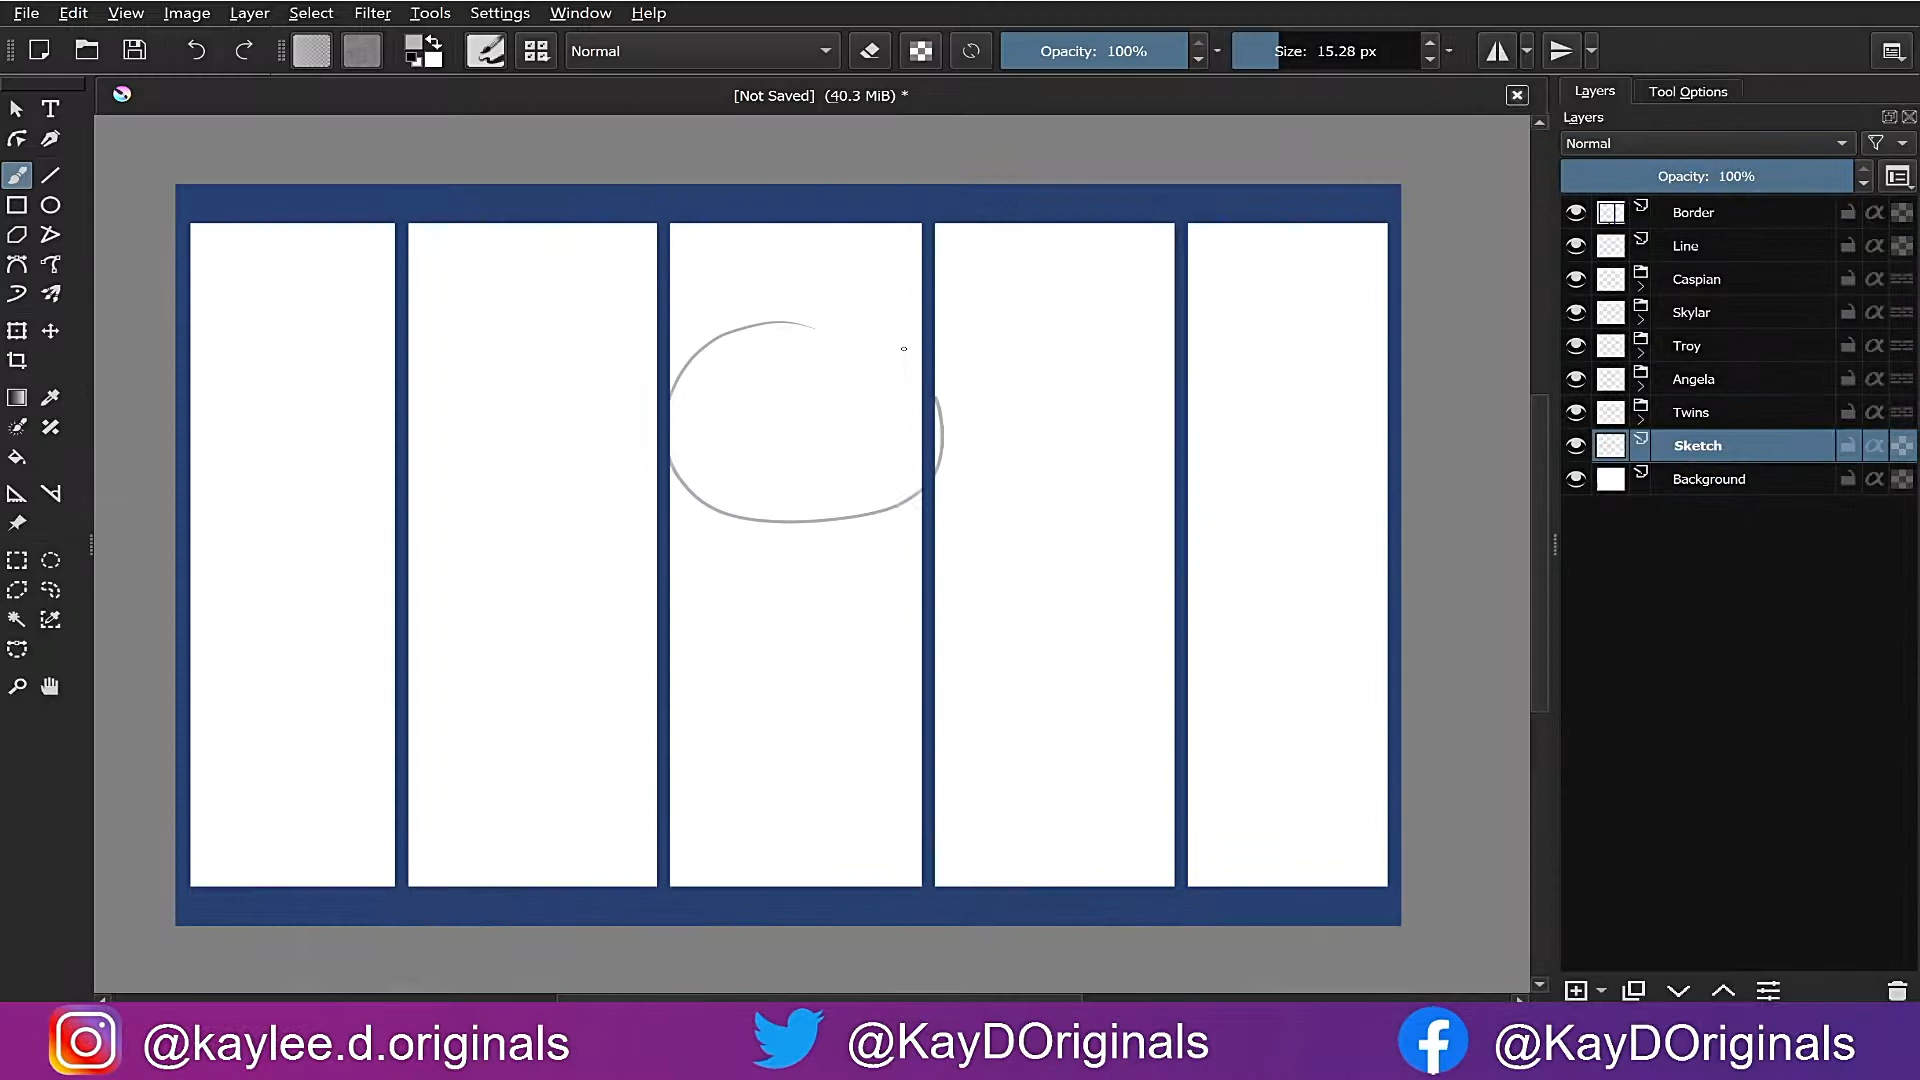 File Edit View Image Layer Select Filter Tools Settings Window Help
Normal Opacity: 100% Size: 15.28 px
[Not Saved] (40.3 MiB) *
Layers Tool Options
Layers
Normal
Opacity: 100%
Border
Line
Caspian
Skylar
Troy
Angela
Twins
Sketch
Background
@kaylee.d.originals @KayDOriginals @KayDOriginals